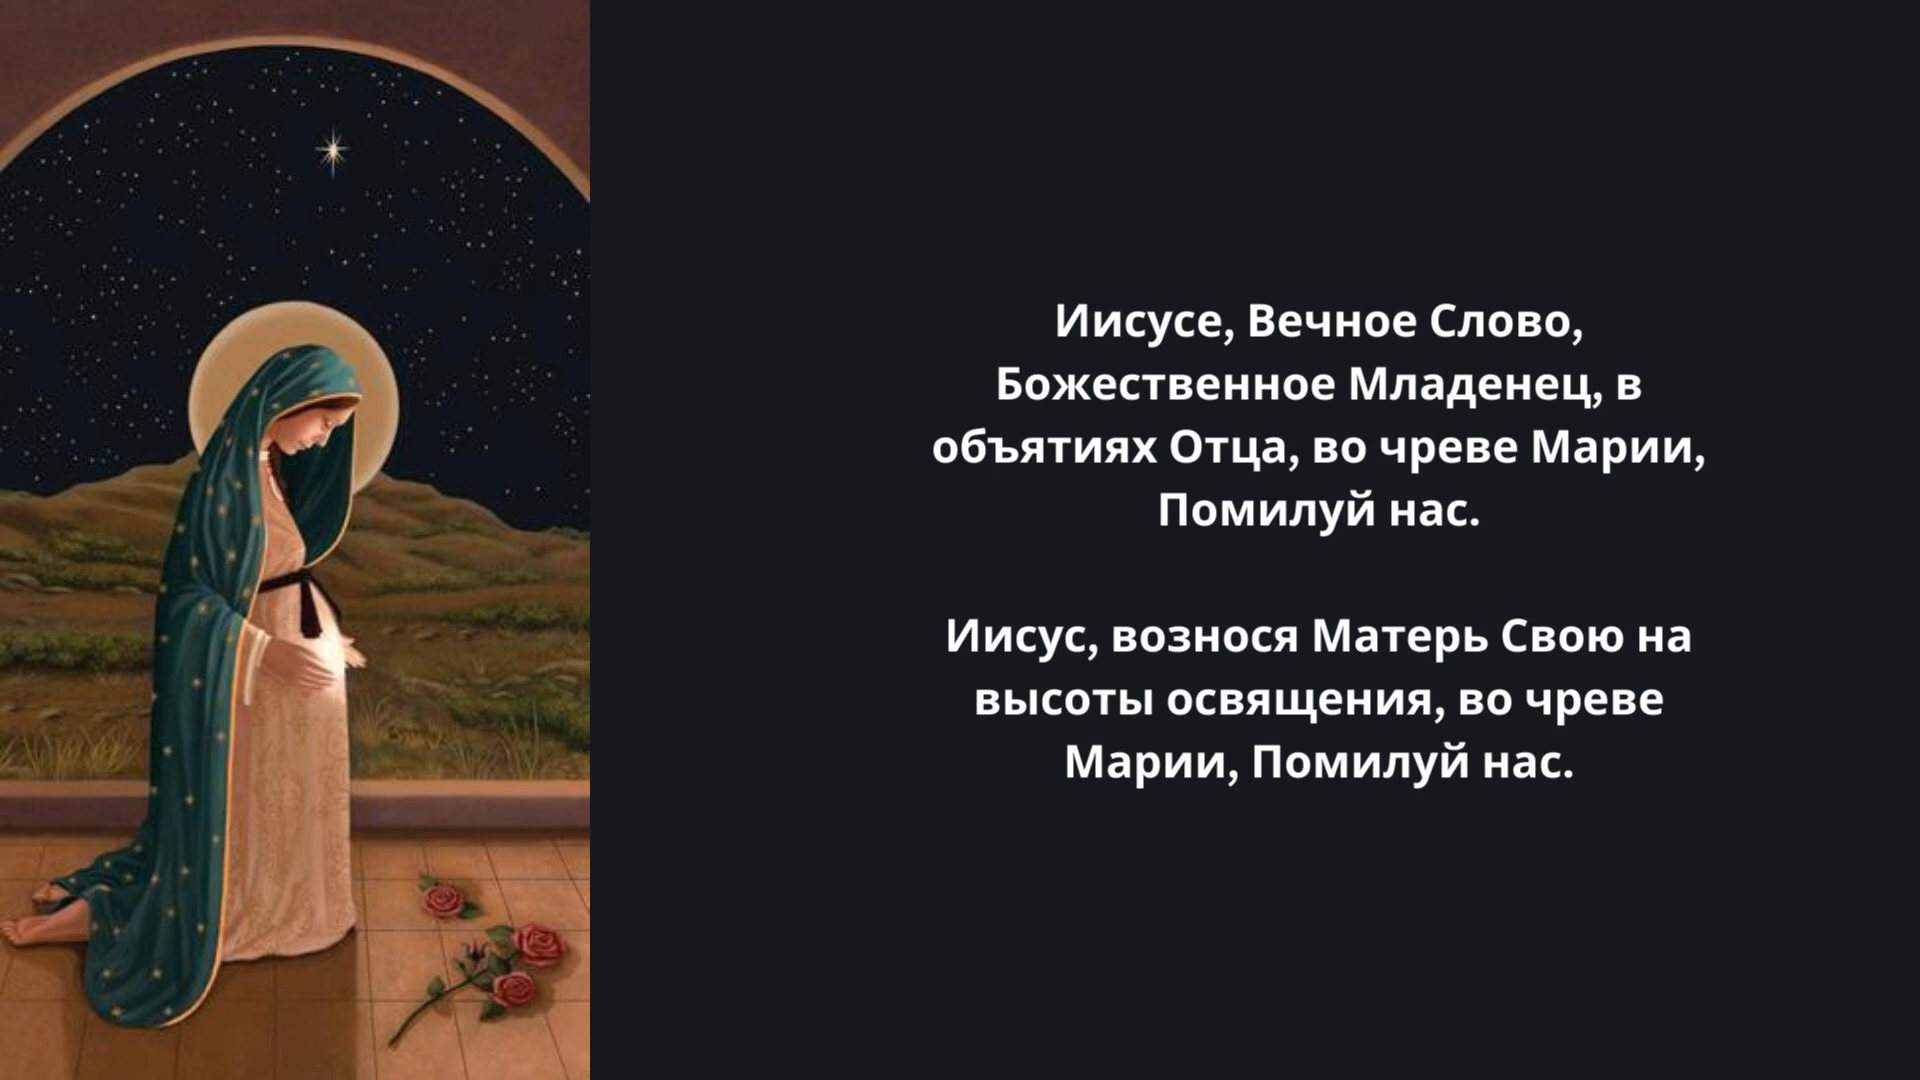 Иисусе, Вечное Слово,
Божественное Младенец, в
объятиях Отца, во чреве Марии,
Помилуй нас.
Иисус, вознося Матерь Свою на
высоты освящения, во чреве
Марии, Помилуй нас.